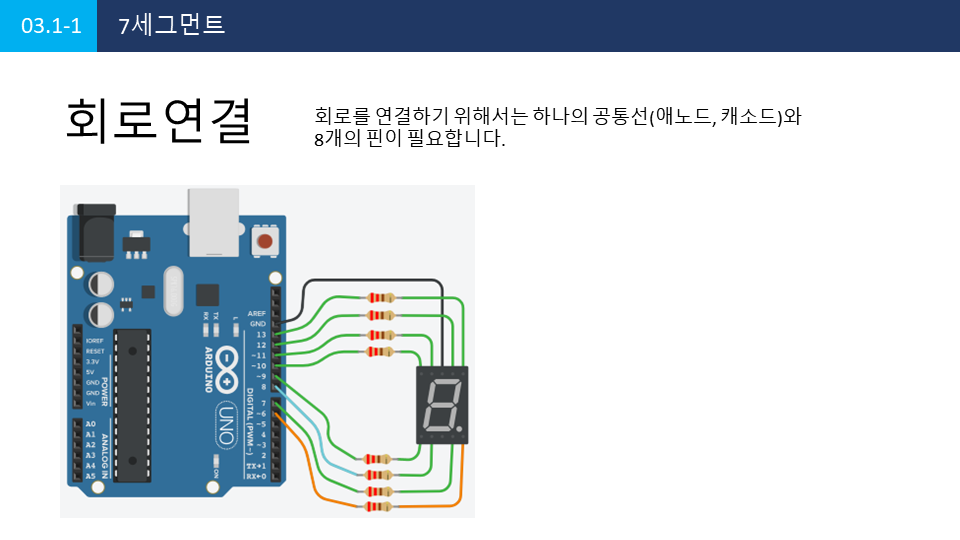 03.1-1
7세그먼트
회로연결
회로를 연결하기 위해서는 하나의 공통선(애노드, 캐소드)와
8개의 핀이 필요합니다.
AREF
GND
13
12
~11
~10
~9
8
7
~6
~5
4
~3
2
TX→1
RX←0
DIGITAL (PWM~)
L
TX
RX
ARDUINO
UNO
ON
IOREF
RESET
3.3V
5V
GND
GND
Vin
POWER
A0
A1
A2
A3
A4
A5
ANALOG IN